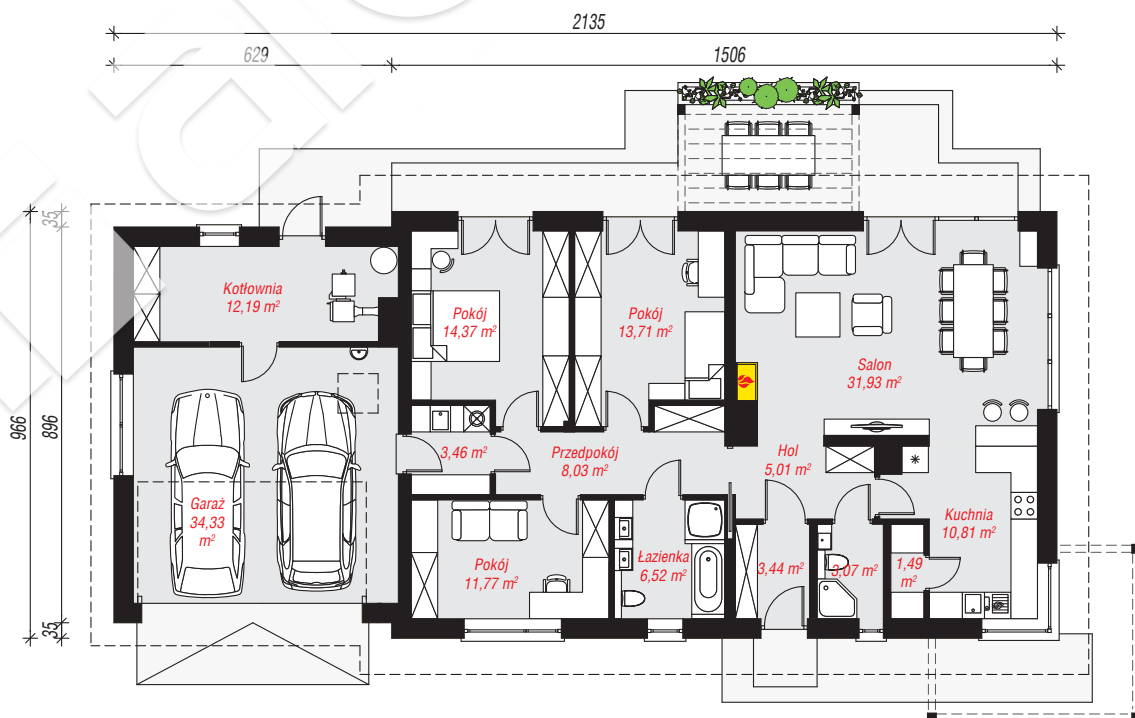 2135
629
1506
35
966
896
35
Kotłownia
12,19 m²
Pokój
14,37 m²
Pokój
13,71 m²
Salon
31,93 m²
3,46 m²
Przedpokój
8,03 m²
Hol
5,01 m²
Garaż
34,33
m²
Kuchnia
10,81 m²
Pokój
11,77 m²
Łazienka
6,52 m²
3,44 m²
3,07 m²
1,49
m²